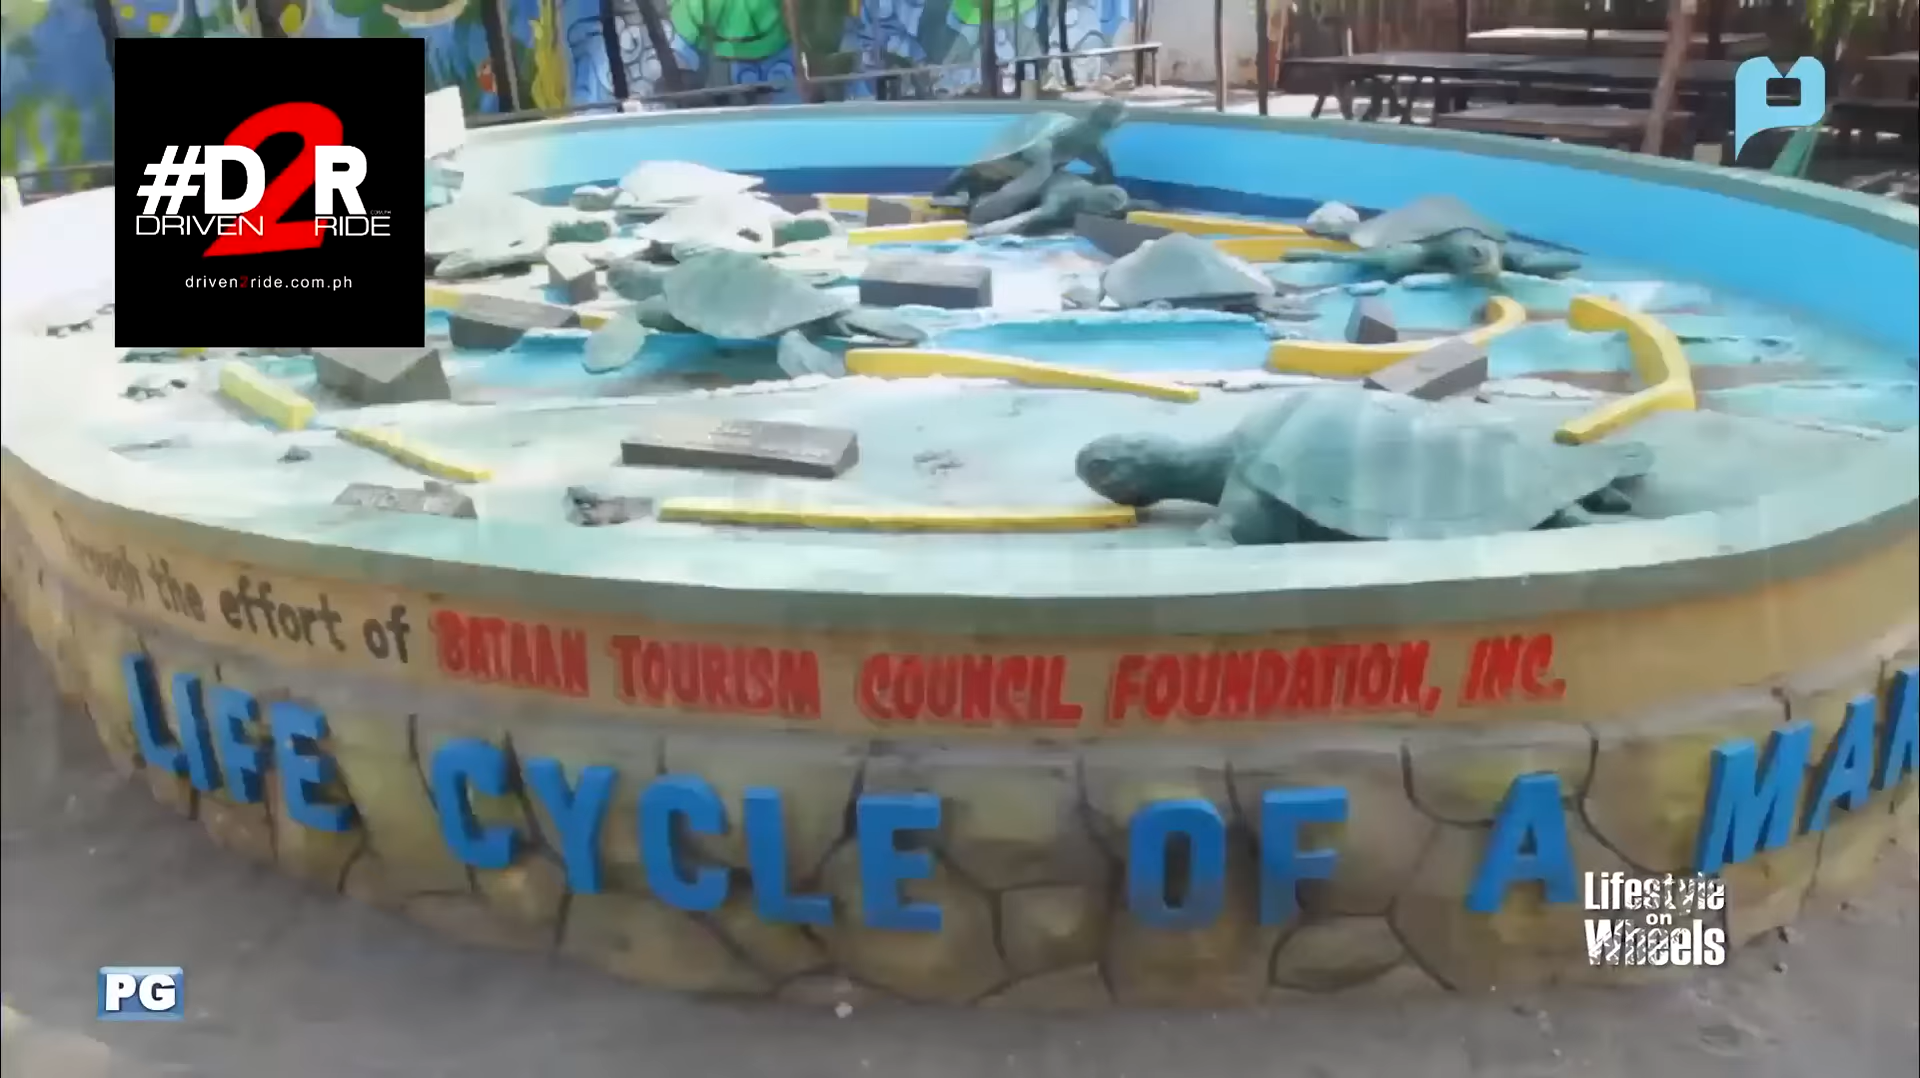 #D2R
DRIVEN RIDE
driven2ride.com.ph
Through the effort of BATAAN TOURISM COUNCIL FOUNDATION, INC.
LIFE CYCLE OF A
Lifestyle
on
Wheels
PG